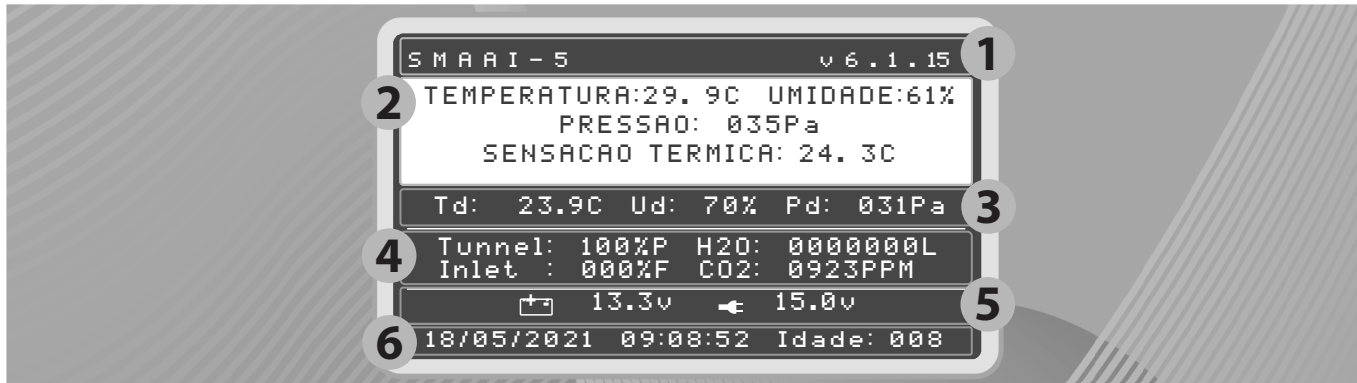 SMAAI-5 v6.1.15
1
2
TEMPERATURA:29.9C UMIDADE:61%
PRESSAO: 035Pa
SENSACAO TERMICA: 24.3C
Td: 23.9C Ud: 70% Pd: 031Pa
3
4
Tunnel: 100%P H2O: 0000000L
Inlet : 000%F CO2: 0923PPM
13.3v 15.0v
5
6
18/05/2021 09:08:52 Idade: 008